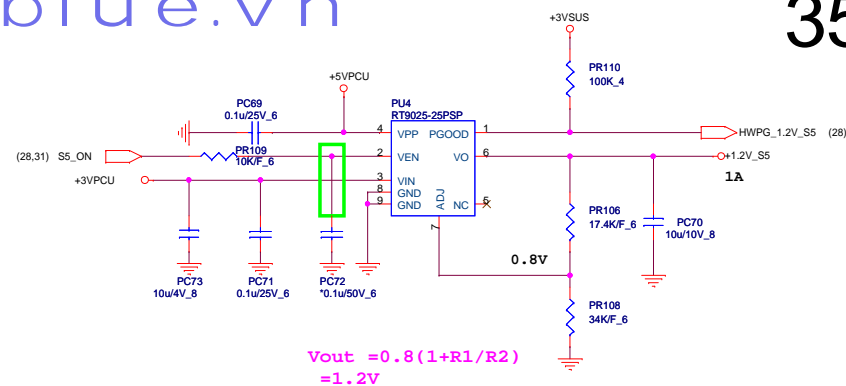 blue.vn
35
+3VSUS
PR110
100K_4
+5VPCU
PC69
0.1u/25V_6
PU4
RT9025-25PSP
4 VPP PGOOD 1
HWPG_1.2V_S5 (28)
(28,31) S5_ON
PR109
10K/F_6
2 VEN VO 6
+1.2V_S5
1A
+3VPCU
3 VIN
8 GND
9 GND
ADJ
NC 5
7
PR106
17.4K/F_6
PC70
10u/10V_8
0.8V
PC73
10u/4V_8
PC71
0.1u/25V_6
PC72
*0.1u/50V_6
PR108
34K/F_6
Vout =0.8(1+R1/R2)
=1.2V